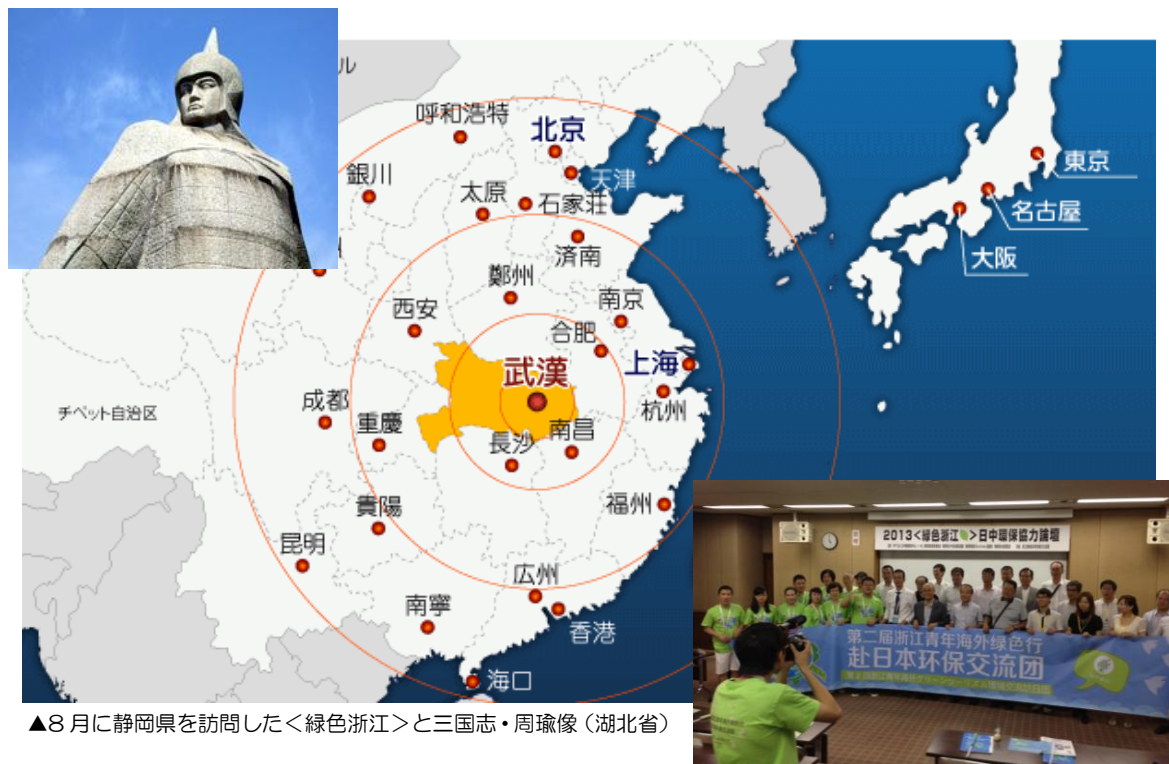 ル
呼和浩特
北京
天津
銀川
太原
石家荘
済南
鄭州
南京
西安
合肥
武漢
上海
杭州
成都
重慶
長沙
南昌
チベット自治区
貴陽
福州
昆明
広州
南寧
香港
海口
東京
名古屋
大阪
2013<緑色浙江>日中環保協力論壇
第二届浙江青年海外绿色行
赴日本环保交流团
▲8月に静岡県を訪問した<緑色浙江>と三国志・周瑜像（湖北省）